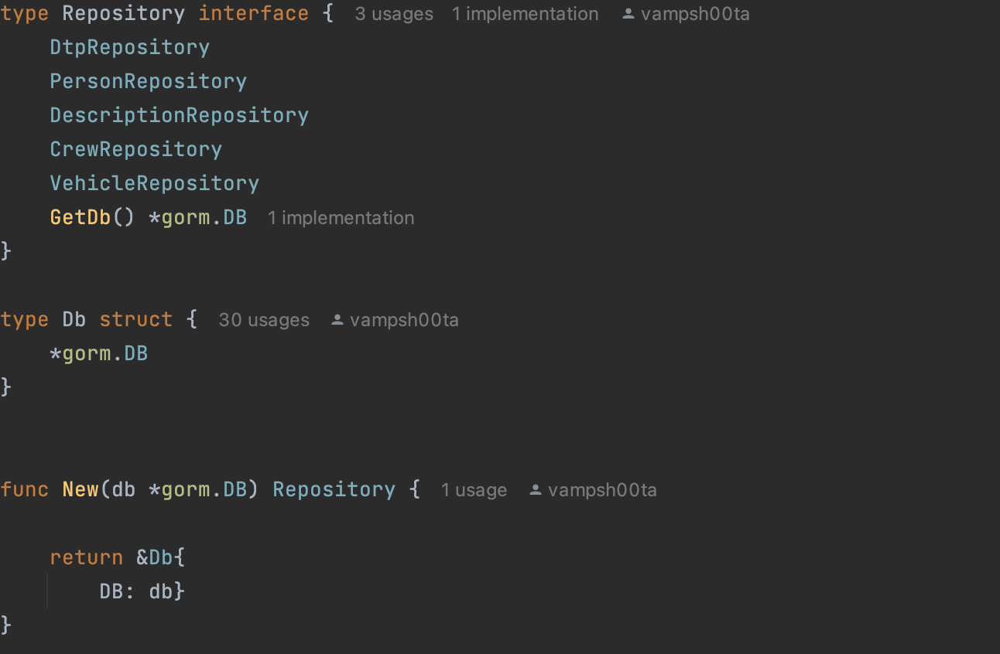 type Repository interface { 3 usages 1 implementation vampsh00ta
DtpRepository
PersonRepository
DescriptionRepository
CrewRepository
VehicleRepository
GetDb() *gorm.DB 1 implementation
}
type Db struct { 30 usages vampsh00ta
*gorm.DB
}
func New(db *gorm.DB) Repository { 1 usage vampsh00ta
return &Db{
DB: db}
}